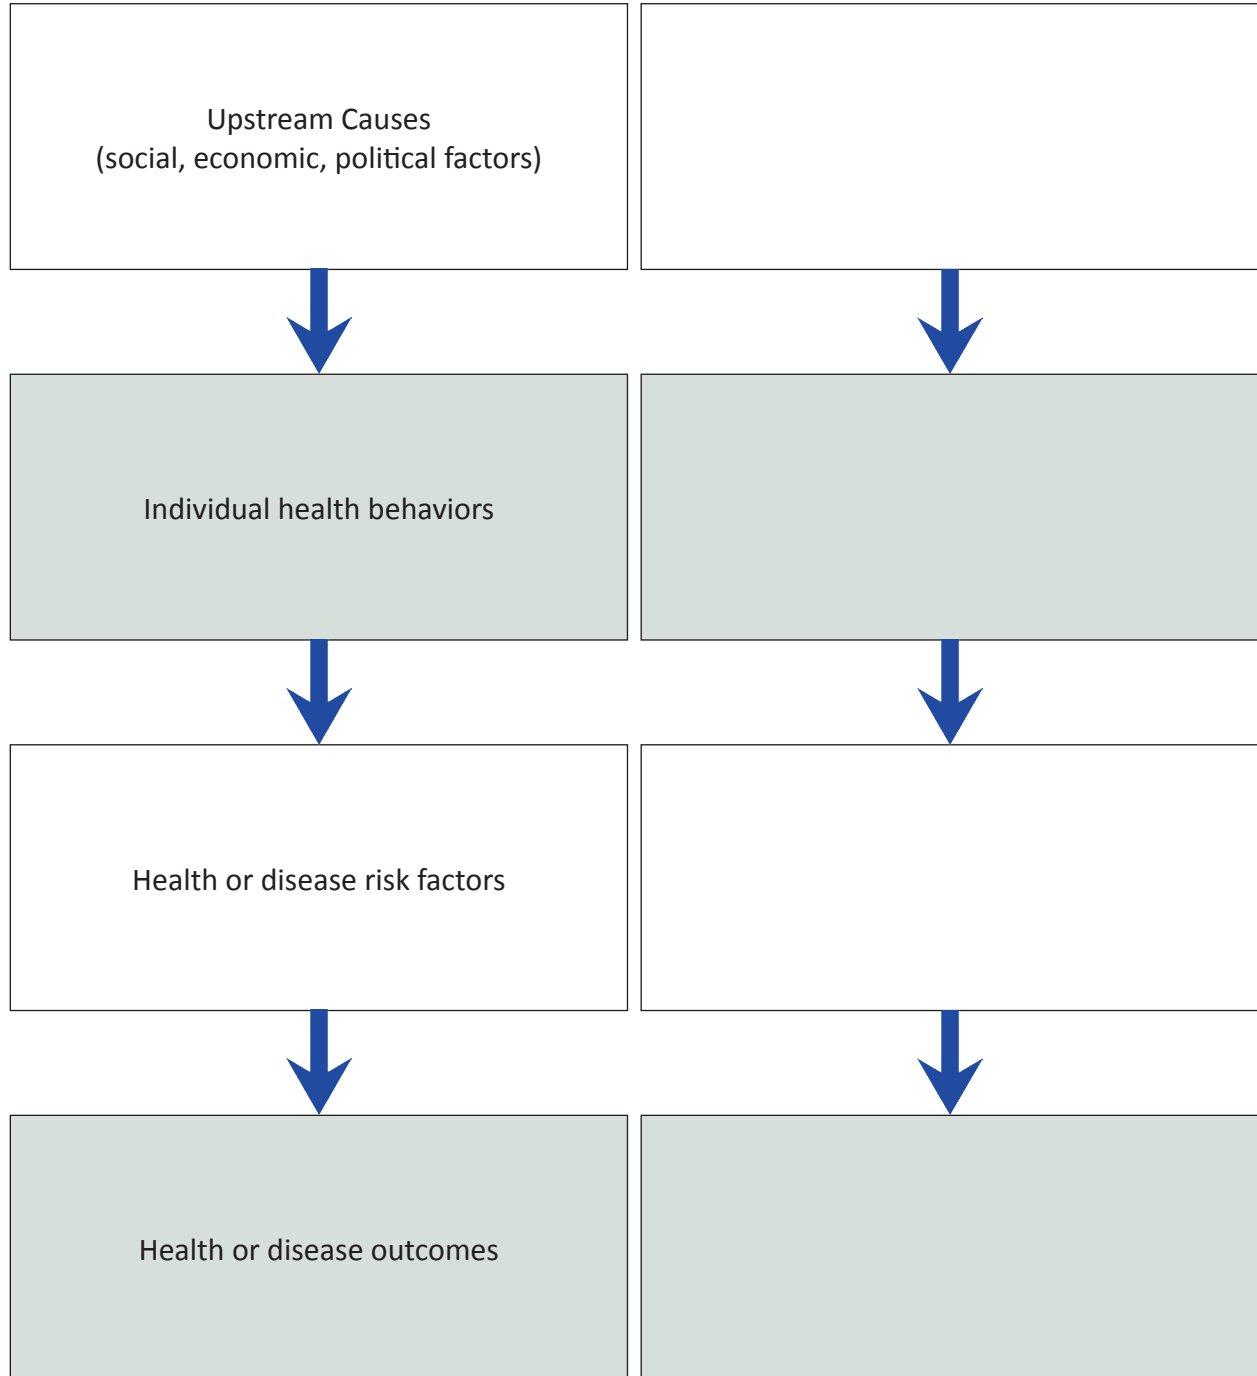 Upstream Causes
(social, economic, political factors)
Individual health behaviors
Health or disease risk factors
Health or disease outcomes